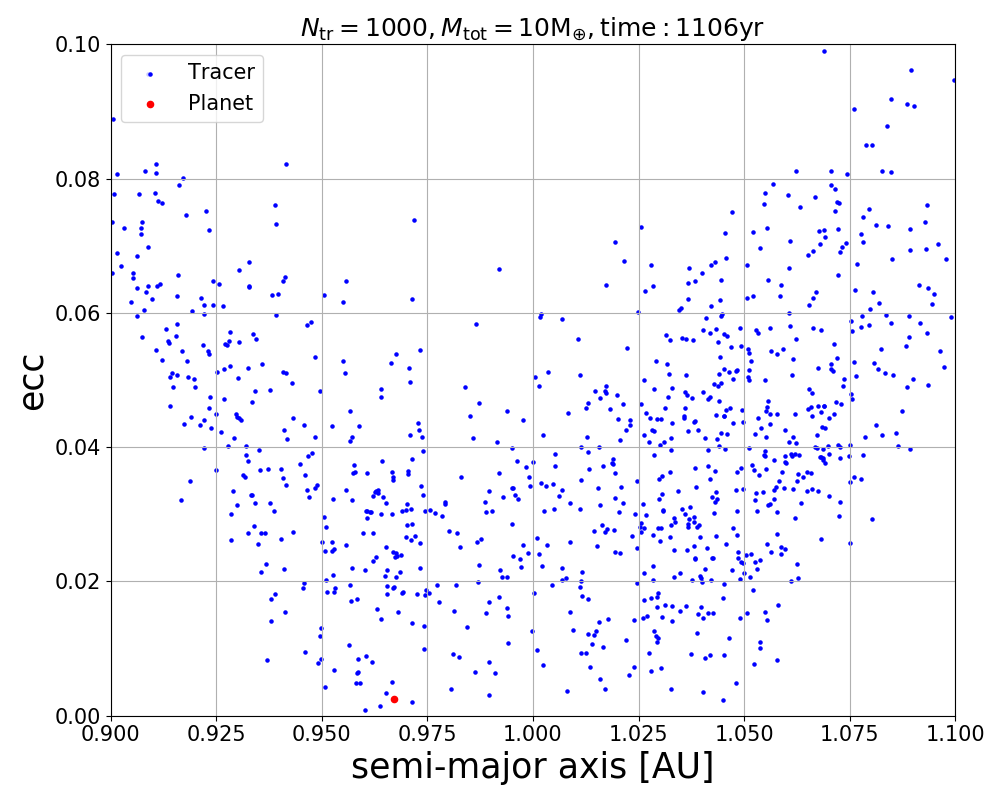 N_tr = 1000, M_tot = 10M_⊕, time : 1106yr
Tracer
Planet
ecc
0.10
0.08
0.06
0.04
0.02
0.00
0.900 0.925 0.950 0.975 1.000 1.025 1.050 1.075 1.100
semi-major axis [AU]